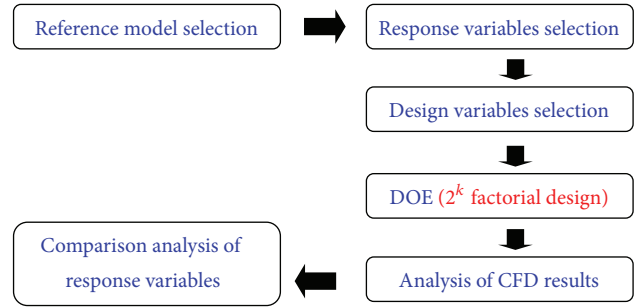 Reference model selection
Response variables selection
Design variables selection
DOE (2^k factorial design)
Analysis of CFD results
Comparison analysis of
response variables